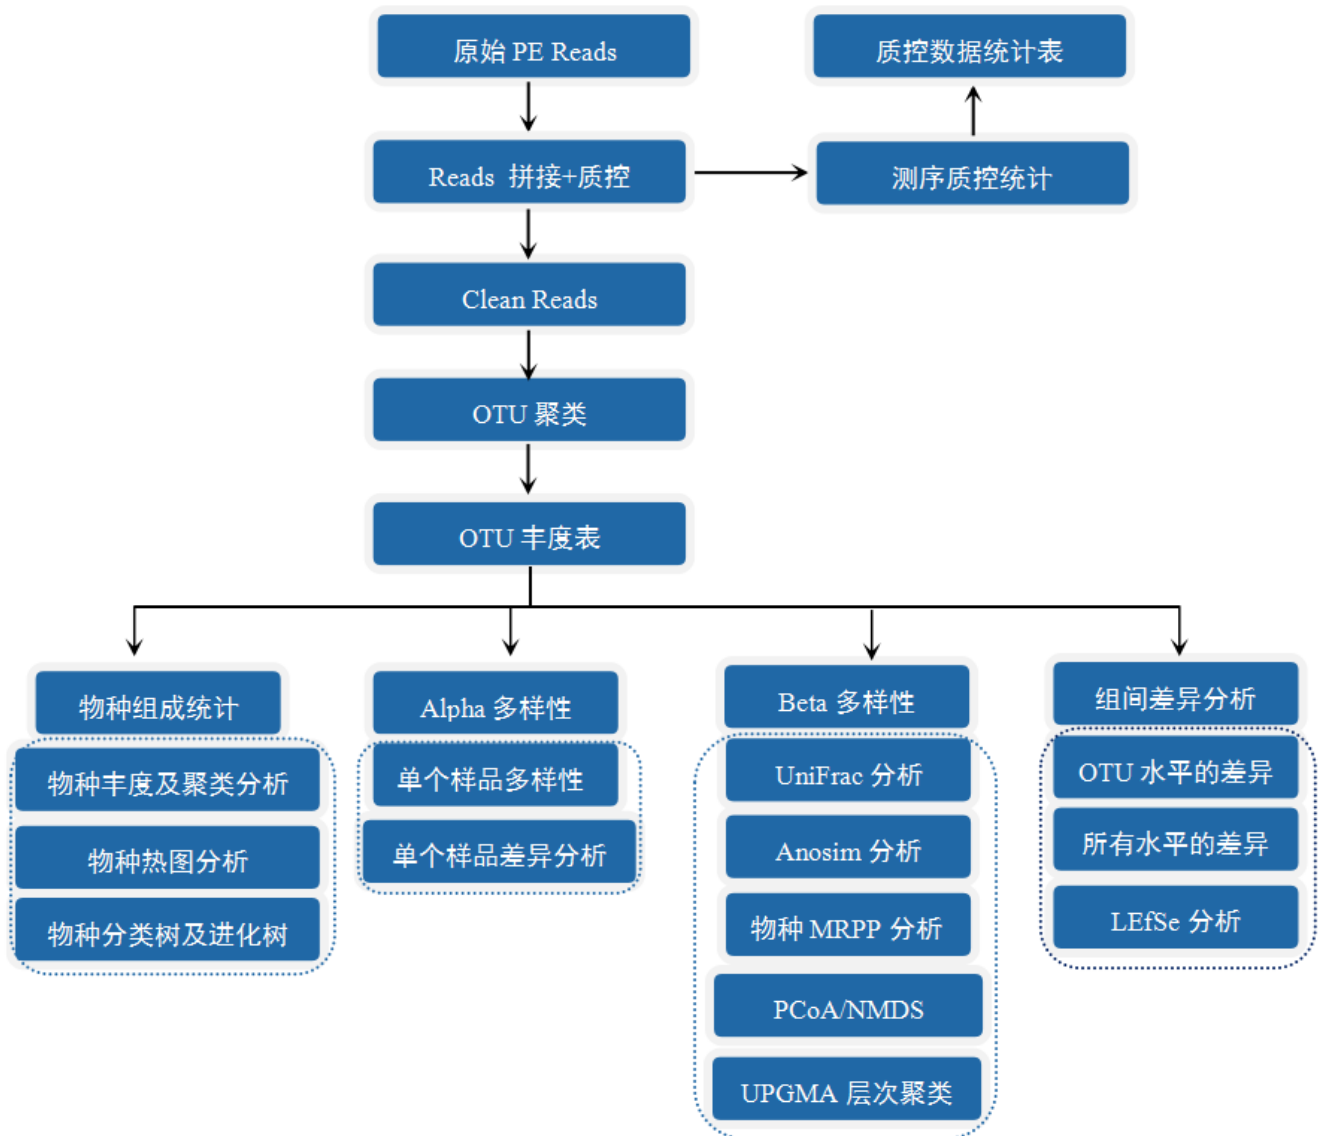 原始 PE Reads
质控数据统计表
Reads 拼接+质控
测序质控统计
Clean Reads
OTU 聚类
OTU 丰度表
物种组成统计
物种丰度及聚类分析
物种热图分析
物种分类树及进化树
Alpha 多样性
单个样品多样性
单个样品差异分析
Beta 多样性
UniFrac 分析
Anosim 分析
物种 MRPP 分析
PCoA/NMDS
UPGMA 层次聚类
组间差异分析
OTU 水平的差异
所有水平的差异
LEfSe 分析